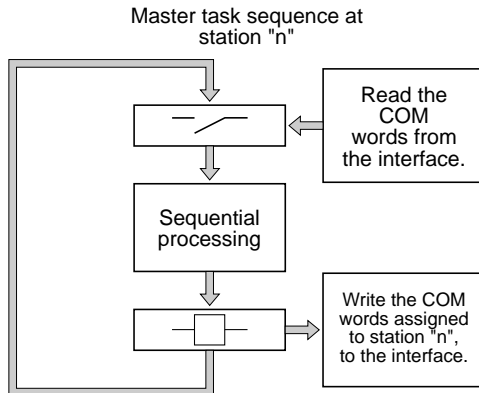 Master task sequence at
station "n"
Read the
COM
words from
the interface.
Sequential
processing
Write the COM
words assigned
to station "n",
to the interface.